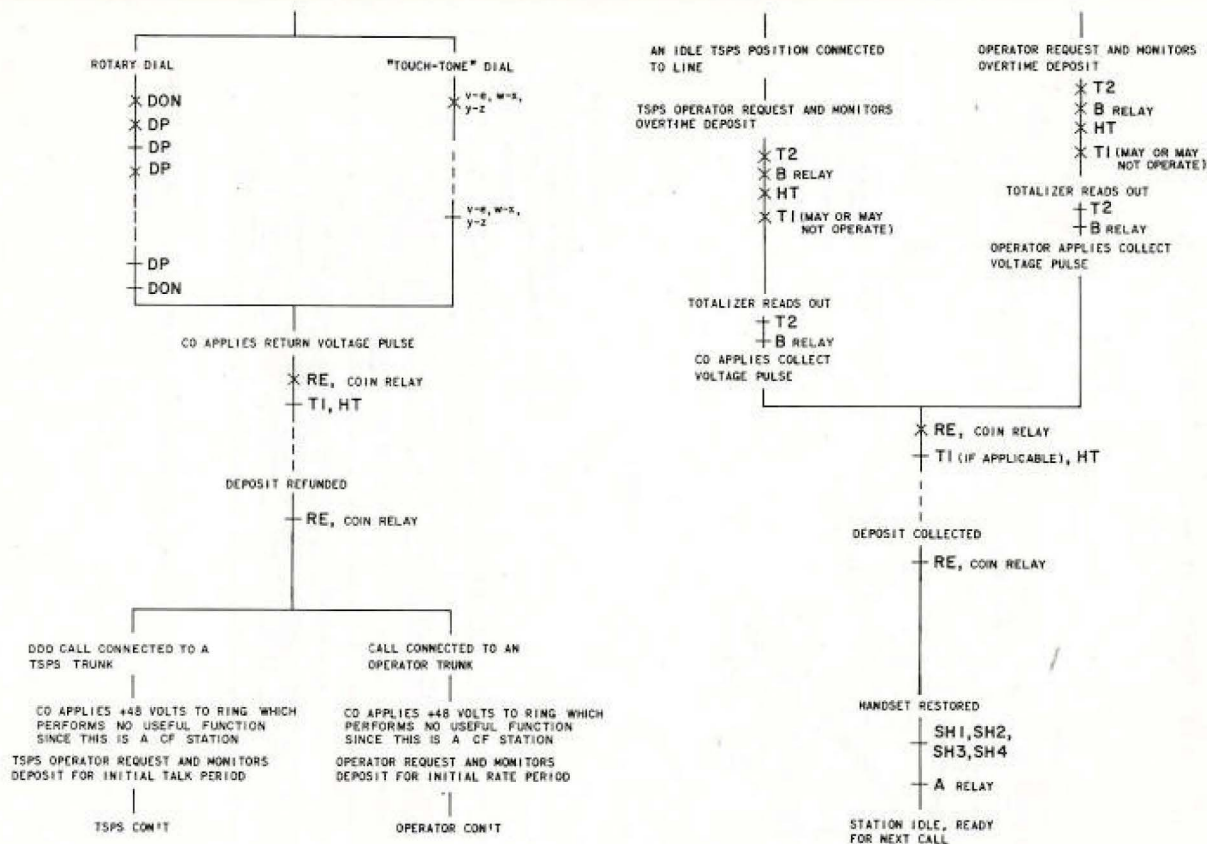 ROTARY DIAL
"TOUCH-TONE" DIAL
DON
DP
DP
DP
DP
DON
v-e, w-x,
y-z
v-e, w-x,
y-z
CO APPLIES RETURN VOLTAGE PULSE
RE, COIN RELAY
T1, HT
DEPOSIT REFUNDED
RE, COIN RELAY
DDD CALL CONNECTED TO A
TSPS TRUNK
CO APPLIES +48 VOLTS TO RING WHICH
PERFORMS NO USEFUL FUNCTION
SINCE THIS IS A CF STATION
TSPS OPERATOR REQUEST AND MONITORS
DEPOSIT FOR INITIAL TALK PERIOD
TSPS CON'T
CALL CONNECTED TO AN
OPERATOR TRUNK
CO APPLIES +48 VOLTS TO RING WHICH
PERFORMS NO USEFUL FUNCTION
SINCE THIS IS A CF STATION
OPERATOR REQUEST AND MONITORS
DEPOSIT FOR INITIAL RATE PERIOD
OPERATOR CON'T
AN IDLE TSPS POSITION CONNECTED
TO LINE
TSPS OPERATOR REQUEST AND MONITORS
OVERTIME DEPOSIT
T2
B RELAY
HT
T1 (MAY OR MAY
NOT OPERATE)
TOTALIZER READS OUT
T2
B RELAY
CO APPLIES COLLECT
VOLTAGE PULSE
OPERATOR REQUEST AND MONITORS
OVERTIME DEPOSIT
T2
B RELAY
HT
T1 (MAY OR MAY
NOT OPERATE)
TOTALIZER READS OUT
T2
B RELAY
OPERATOR APPLIES COLLECT
VOLTAGE PULSE
RE, COIN RELAY
T1 (IF APPLICABLE), HT
DEPOSIT COLLECTED
RE, COIN RELAY
HANDSET RESTORED
SH1, SH2,
SH3, SH4
A RELAY
STATION IDLE, READY
FOR NEXT CALL